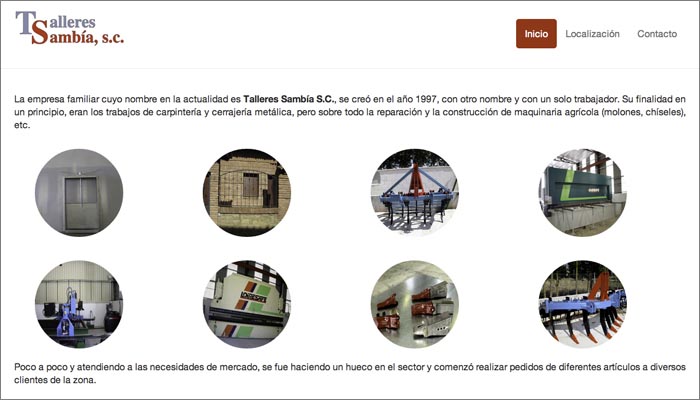 Talleres
Sambía, s.c.
Inicio Localización Contacto
La empresa familiar cuyo nombre en la actualidad es Talleres Sambía S.C., se creó en el año 1997, con otro nombre y con un solo trabajador. Su finalidad en
un principio, eran los trabajos de carpintería y cerrajería metálica, pero sobre todo la reparación y la construcción de maquinaria agrícola (molones, chíseles),
etc.
Poco a poco y atendiendo a las necesidades de mercado, se fue haciendo un hueco en el sector y comenzó realizar pedidos de diferentes artículos a diversos
clientes de la zona.